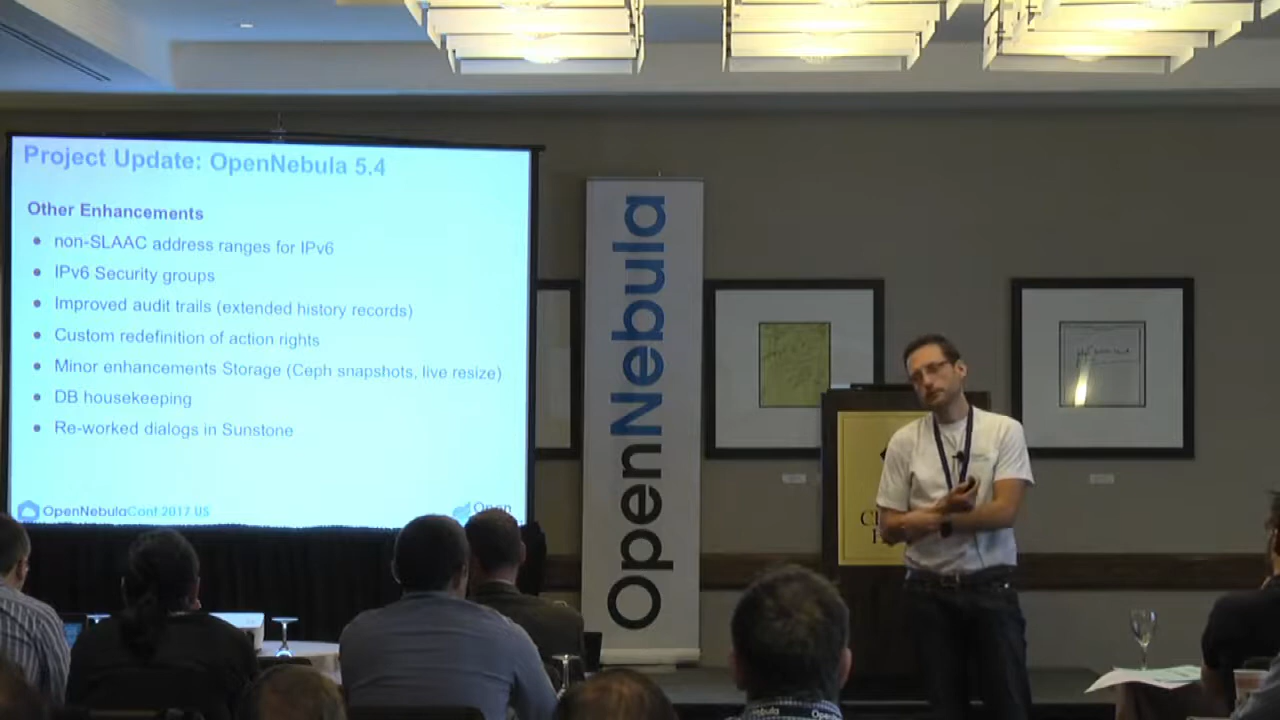 Project Update: OpenNebula 5.4
Other Enhancements
• non-SLAAC address ranges for IPv6
• IPv6 Security groups
• Improved audit trails (extended history records)
• Custom redefinition of action rights
• Minor enhancements Storage (Ceph snapshots, live resize)
• DB housekeeping
• Re-worked dialogs in Sunstone
OpenNebulaConf 2017 US
Open
OpenNebula